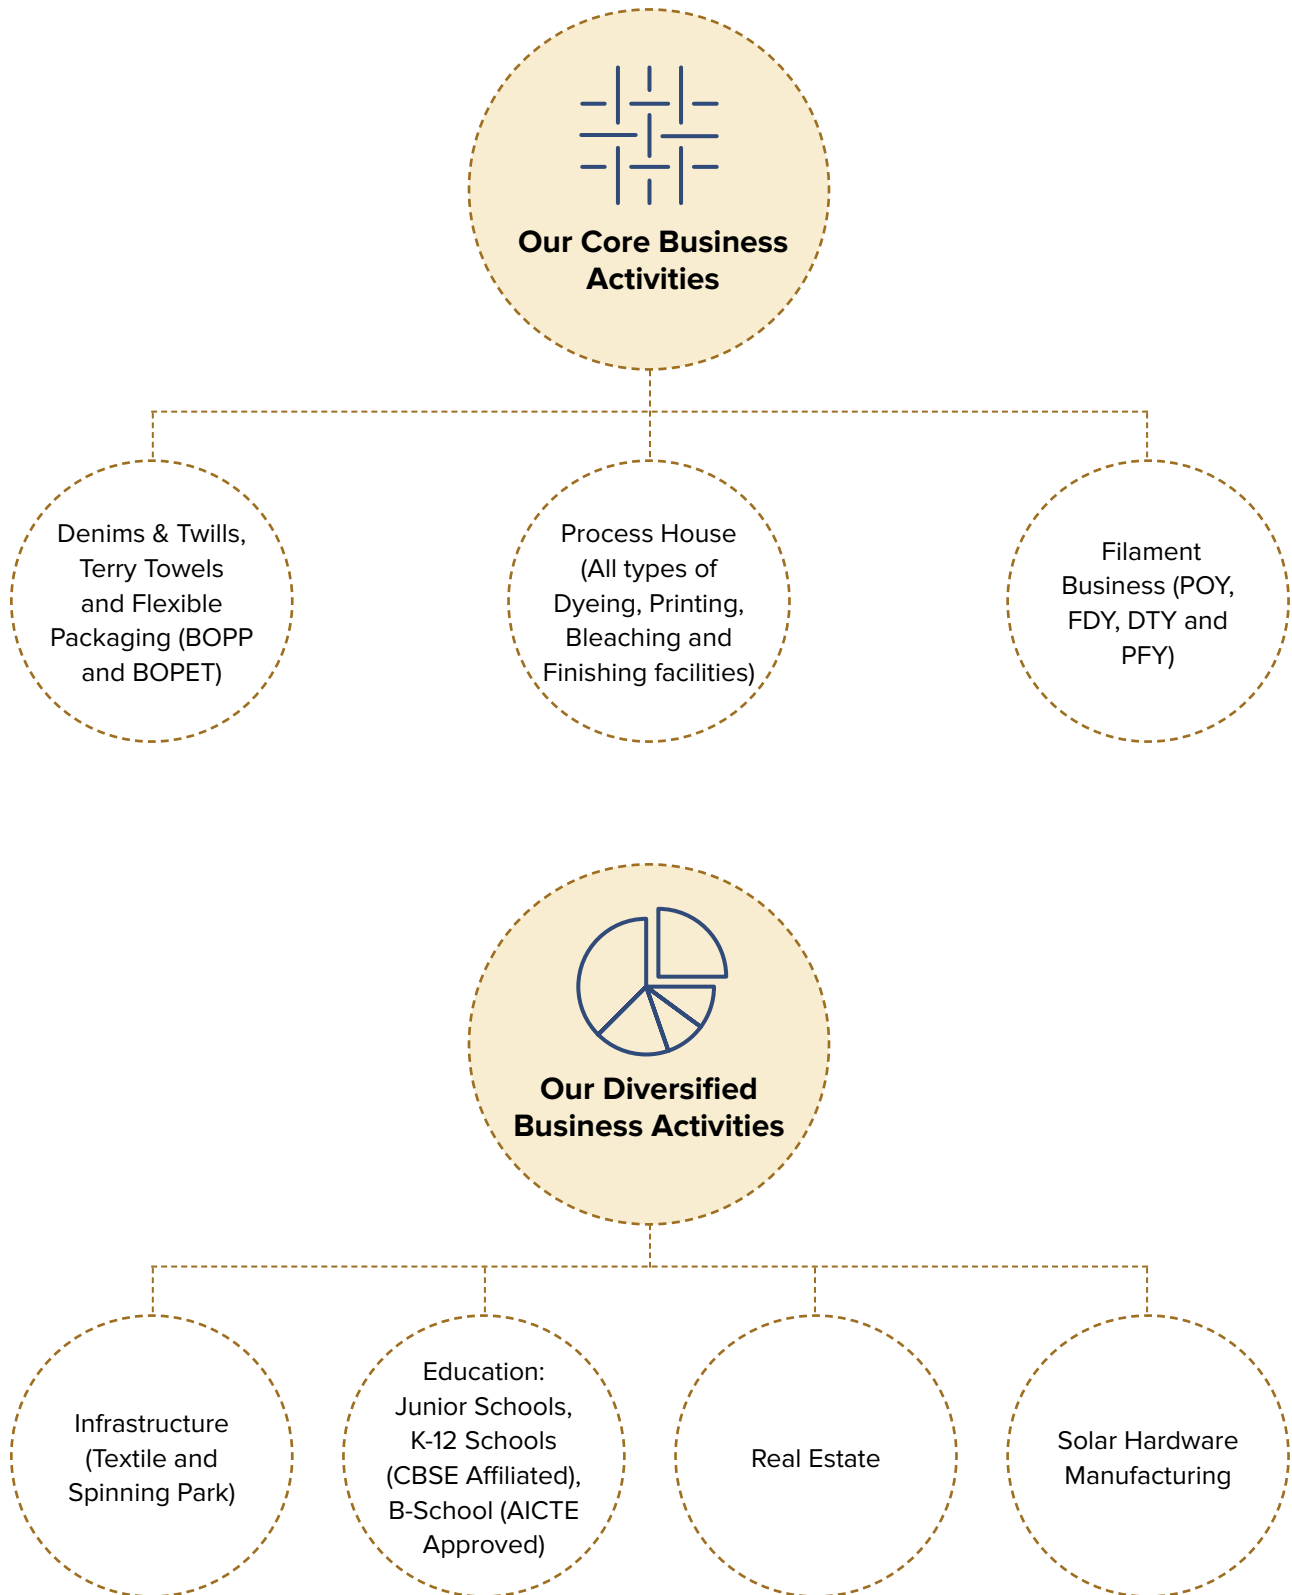 Our Core Business
Activities
Denims & Twills,
Terry Towels
and Flexible
Packaging (BOPP
and BOPET)
Process House
(All types of
Dyeing, Printing,
Bleaching and
Finishing facilities)
Filament
Business (POY,
FDY, DTY and
PFY)
Our Diversified
Business Activities
Infrastructure
(Textile and
Spinning Park)
Education:
Junior Schools,
K-12 Schools
(CBSE Affiliated),
B-School (AICTE
Approved)
Real Estate
Solar Hardware
Manufacturing